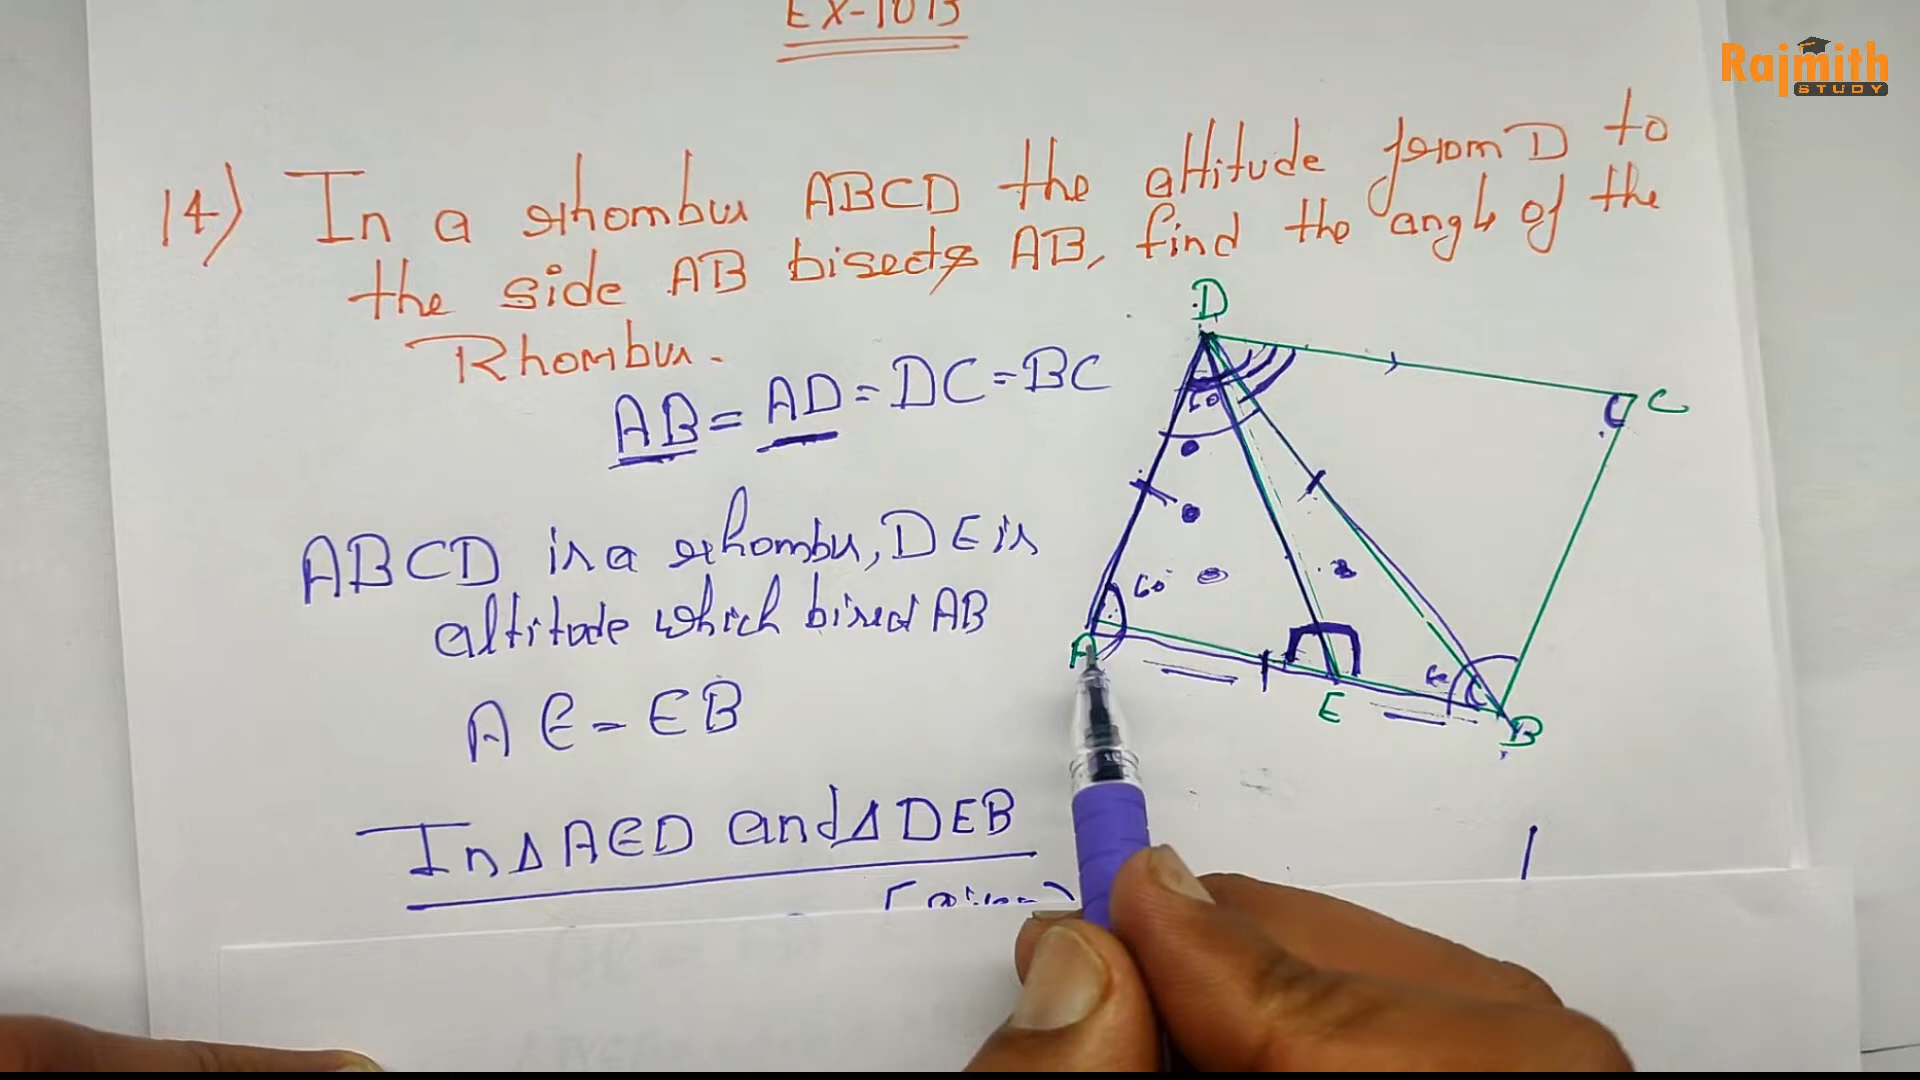 EX-10B
Rajmith
STUDY
14) In a rhombus ABCD the altitude from D to
the side AB bisects AB, find the angle of the
Rhombus.
AB = AD = DC = BC
ABCD is a rhombus, DE is
altitude which bisect AB
AE = EB
In Δ AED and Δ DEB
D
C
60
60°
A
E
60
B